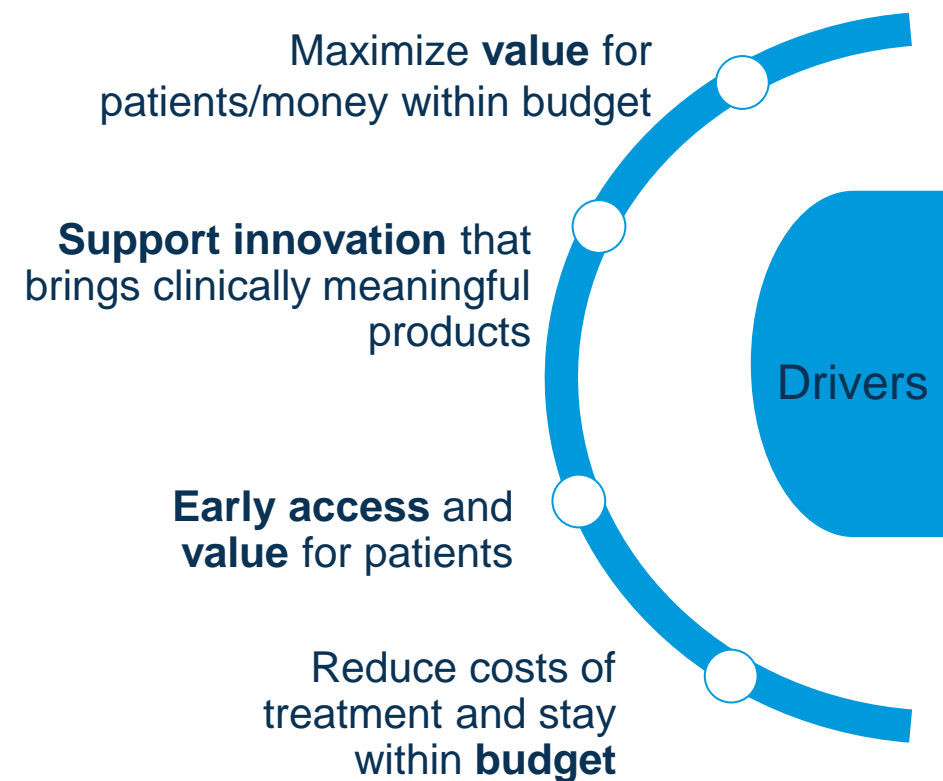 Maximize value for
patients/money within budget
Support innovation that
brings clinically meaningful
products
Drivers
Early access and
value for patients
Reduce costs of
treatment and stay
within budget